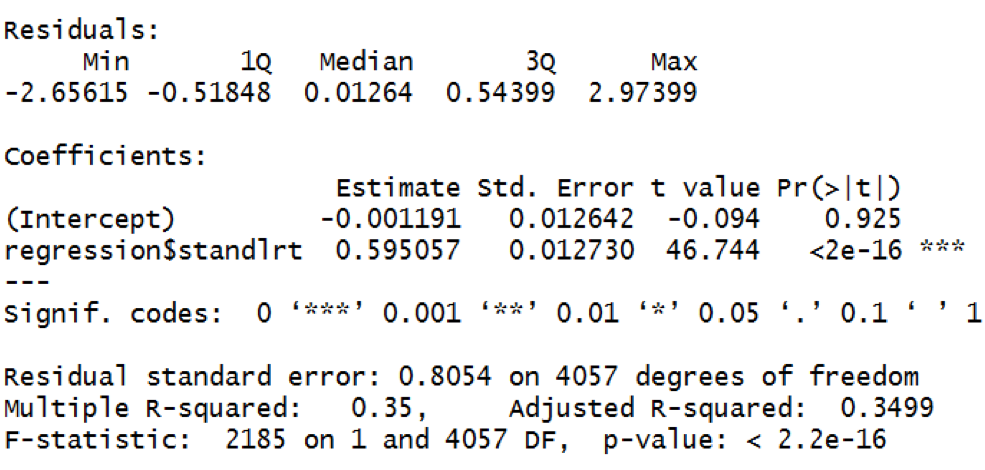 Residuals:
Min 1Q Median 3Q Max
-2.65615 -0.51848 0.01264 0.54399 2.97399
Coefficients:
Estimate Std. Error t value Pr(>|t|)
(Intercept) -0.001191 0.012642 -0.094 0.925
regression$standlrt 0.595057 0.012730 46.744 <2e-16 ***
---
Signif. codes: 0 ‘***’ 0.001 ‘**’ 0.01 ‘*’ 0.05 ‘.’ 0.1 ‘ ’ 1
Residual standard error: 0.8054 on 4057 degrees of freedom
Multiple R-squared: 0.35, Adjusted R-squared: 0.3499
F-statistic: 2185 on 1 and 4057 DF, p-value: < 2.2e-16